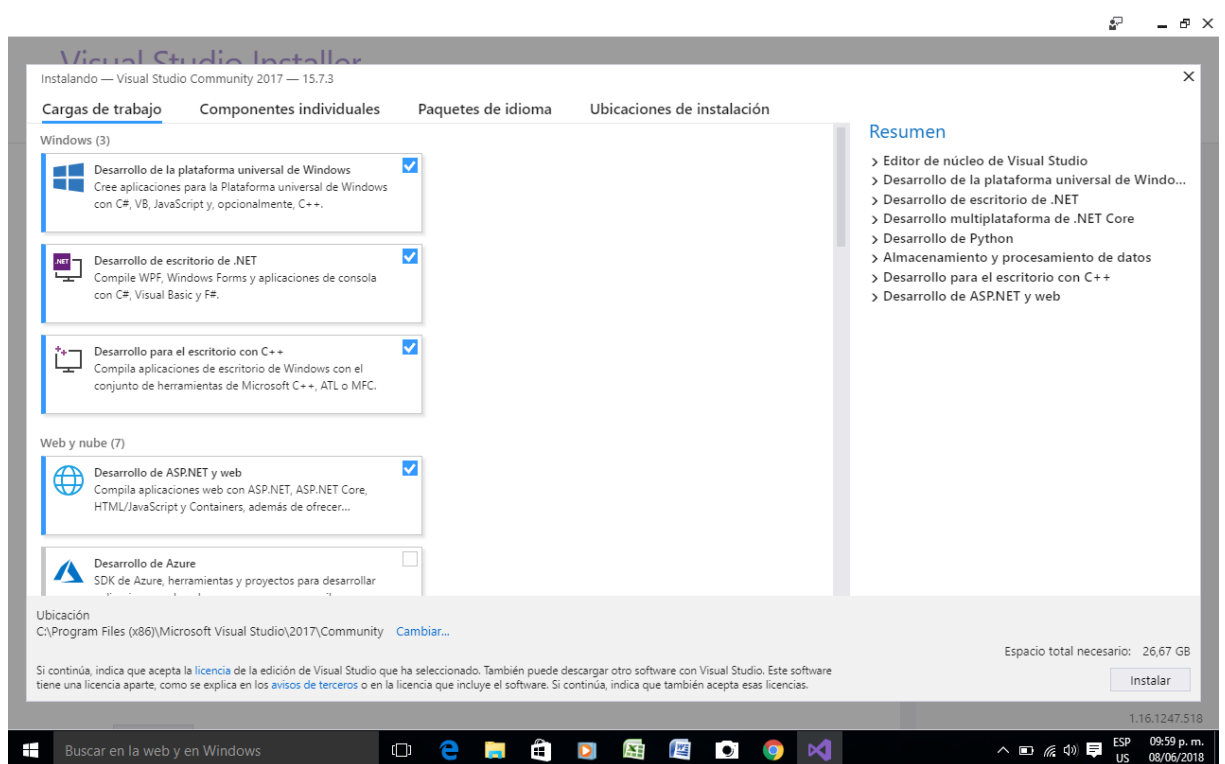 Visual Studio Installer
Instalando — Visual Studio Community 2017 — 15.7.3
Cargas de trabajo
Componentes individuales
Paquetes de idioma
Ubicaciones de instalación
Windows (3)
Desarrollo de la plataforma universal de Windows
Cree aplicaciones para la Plataforma universal de Windows
con C#, VB, JavaScript y, opcionalmente, C++.
.NET
Desarrollo de escritorio de .NET
Compile WPF, Windows Forms y aplicaciones de consola
con C#, Visual Basic y F#.
Desarrollo para el escritorio con C++
Compila aplicaciones de escritorio de Windows con el
conjunto de herramientas de Microsoft C++, ATL o MFC.
Web y nube (7)
Desarrollo de ASP.NET y web
Compila aplicaciones web con ASP.NET, ASP.NET Core,
HTML/JavaScript y Containers, además de ofrecer...
Desarrollo de Azure
SDK de Azure, herramientas y proyectos para desarrollar
Resumen
> Editor de núcleo de Visual Studio
> Desarrollo de la plataforma universal de Windo...
> Desarrollo de escritorio de .NET
> Desarrollo multiplataforma de .NET Core
> Desarrollo de Python
> Almacenamiento y procesamiento de datos
> Desarrollo para el escritorio con C++
> Desarrollo de ASP.NET y web
Ubicación
C:\Program Files (x86)\Microsoft Visual Studio\2017\Community Cambiar...
Si continúa, indica que acepta la licencia de la edición de Visual Studio que ha seleccionado. También puede descargar otro software con Visual Studio. Este software
tiene una licencia aparte, como se explica en los avisos de terceros o en la licencia que incluye el software. Si continúa, indica que también acepta esas licencias.
Espacio total necesario: 26,67 GB
Instalar
1.16.1247.518
Buscar en la web y en Windows
ESP
US
09:59 p. m.
08/06/2018